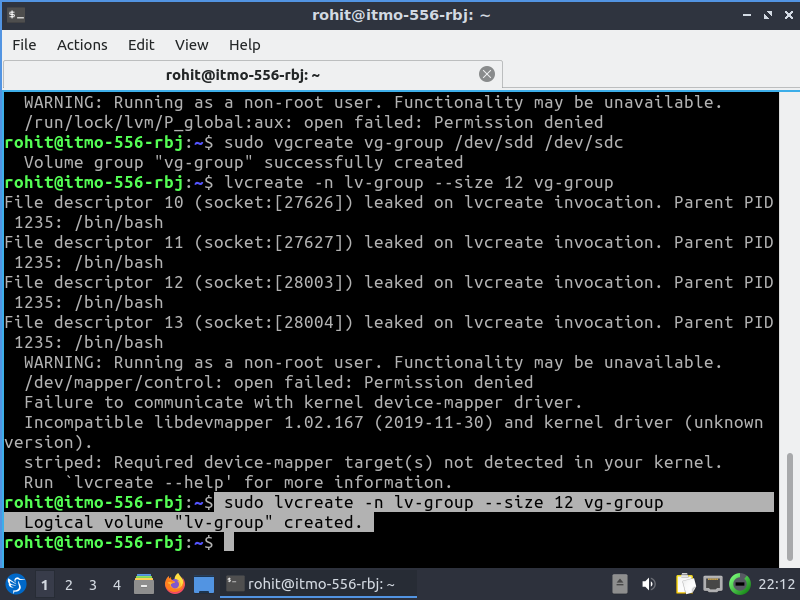 rohit@itmo-556-rbj: ~
File Actions Edit View Help
rohit@itmo-556-rbj: ~
WARNING: Running as a non-root user. Functionality may be unavailable.
/run/lock/lvm/P_global:aux: open failed: Permission denied
rohit@itmo-556-rbj:~$ sudo vgcreate vg-group /dev/sdd /dev/sdc
Volume group "vg-group" successfully created
rohit@itmo-556-rbj:~$ lvcreate -n lv-group --size 12 vg-group
File descriptor 10 (socket:[27626]) leaked on lvcreate invocation. Parent PID
1235: /bin/bash
File descriptor 11 (socket:[27627]) leaked on lvcreate invocation. Parent PID
1235: /bin/bash
File descriptor 12 (socket:[28003]) leaked on lvcreate invocation. Parent PID
1235: /bin/bash
File descriptor 13 (socket:[28004]) leaked on lvcreate invocation. Parent PID
1235: /bin/bash
WARNING: Running as a non-root user. Functionality may be unavailable.
/dev/mapper/control: open failed: Permission denied
Failure to communicate with kernel device-mapper driver.
Incompatible libdevmapper 1.02.167 (2019-11-30) and kernel driver (unknown
version).
striped: Required device-mapper target(s) not detected in your kernel.
Run `lvcreate --help' for more information.
rohit@itmo-556-rbj:~$ sudo lvcreate -n lv-group --size 12 vg-group
Logical volume "lv-group" created.
rohit@itmo-556-rbj:~$
1 2 3 4 rohit@itmo-556-rbj: ~ 22:12